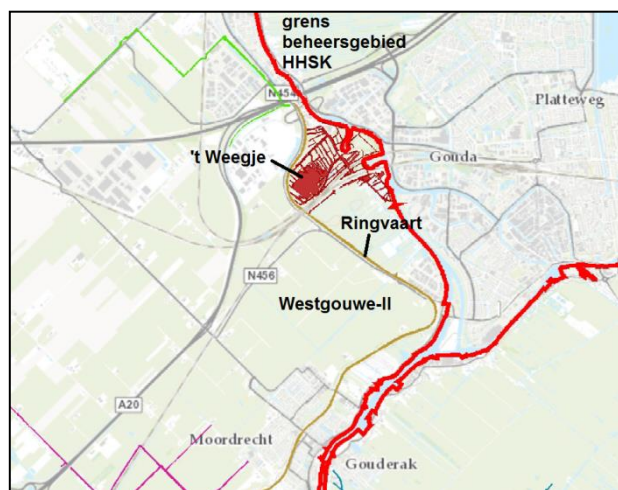 grens
beheersgebied
HHSK
N454
Platteweg
't Weegje
Gouda
Ringvaart
N456
Westgouwe-II
A20
Moordrecht
Gouderak